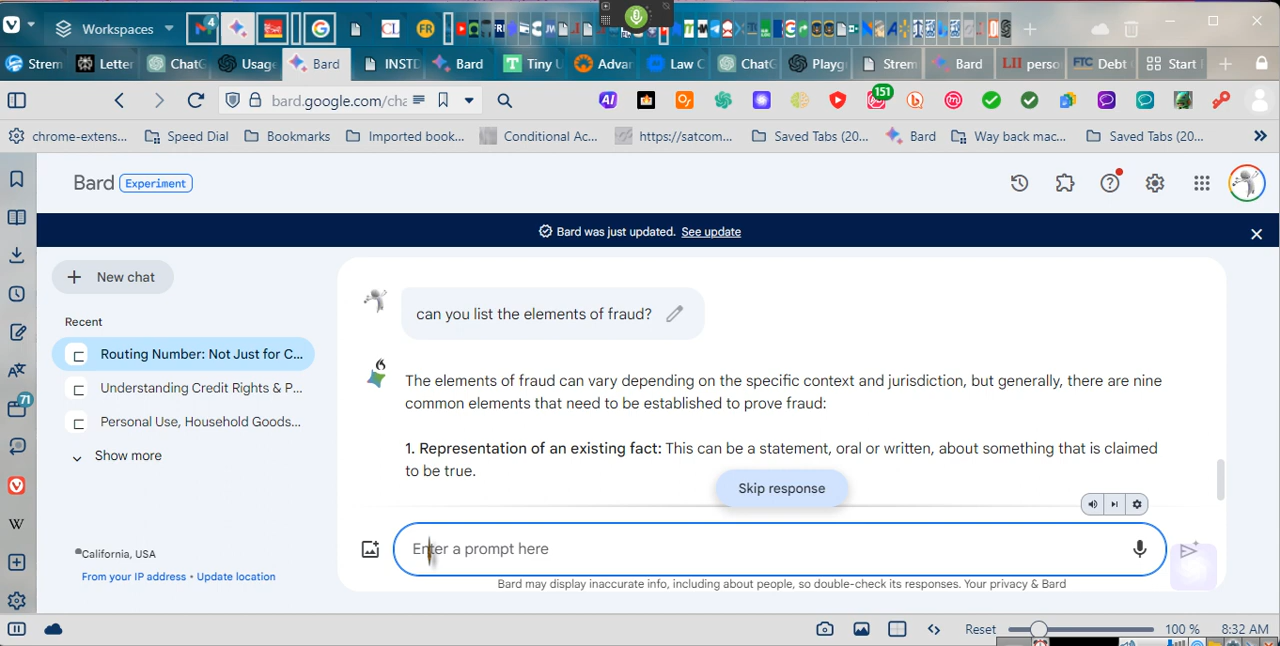 Workspaces 4 G CL FR
Strem Letter ChatG Usage Bard INSTD Bard Tiny U Advar Law C ChatG Playg Strem Bard LII perso FTC Debt Start
bard.google.com/cha AI 151
chrome-extens... Speed Dial Bookmarks Imported book... Conditional Ac... https://satcom... Saved Tabs (20... Bard Way back mac... Saved Tabs (20...
Bard Experiment
Bard was just updated. See update
New chat
Recent
Routing Number: Not Just for C...
Understanding Credit Rights & P...
Personal Use, Household Goods...
Show more
71
W
California, USA
From your IP address • Update location
can you list the elements of fraud?
The elements of fraud can vary depending on the specific context and jurisdiction, but generally, there are nine
common elements that need to be established to prove fraud:
1. Representation of an existing fact: This can be a statement, oral or written, about something that is claimed
to be true.
Skip response
Enter a prompt here
Bard may display inaccurate info, including about people, so double-check its responses. Your privacy & Bard
Reset 100 % 8:32 AM